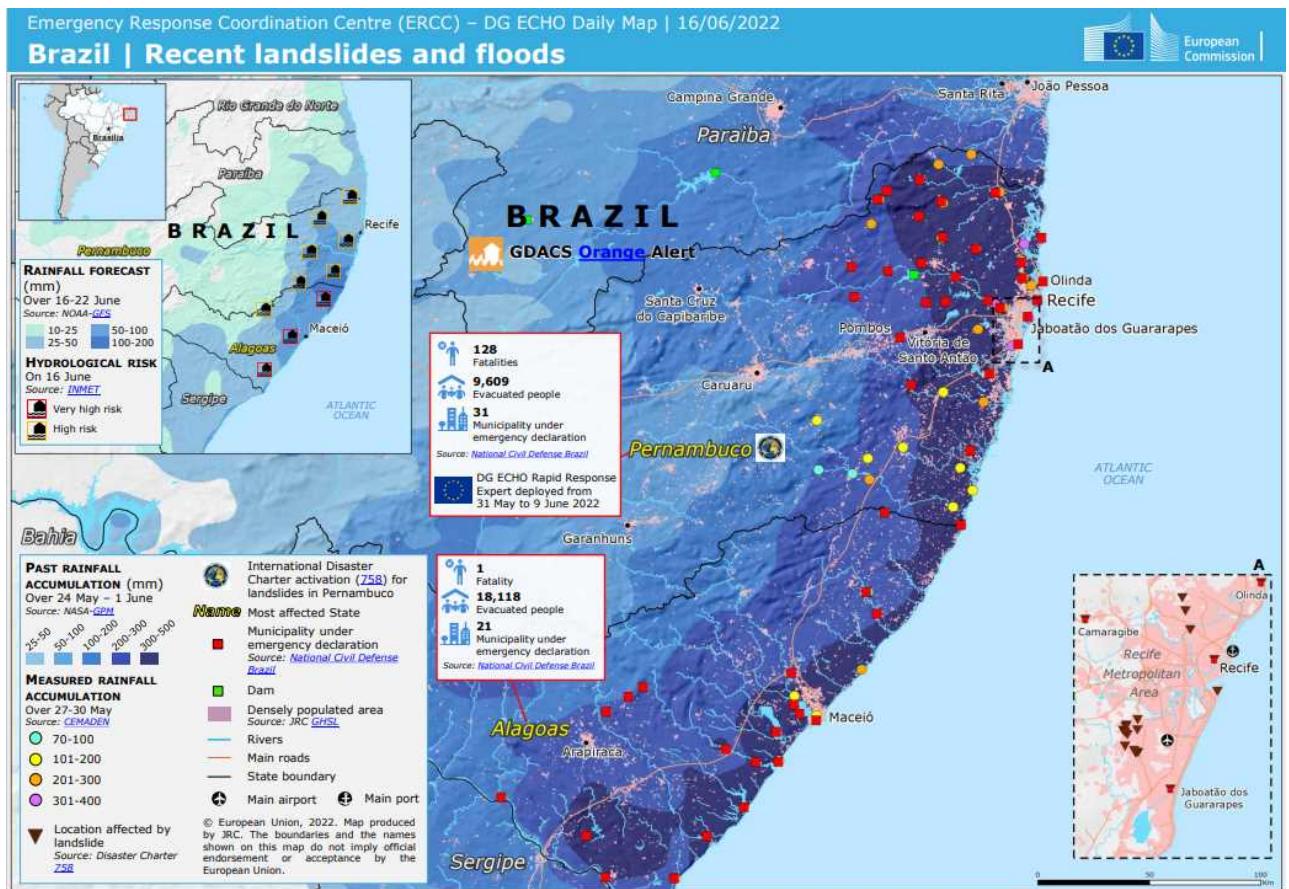 Emergency Response Coordination Centre (ERCC) – DG ECHO Daily Map | 16/06/2022
Brazil | Recent landslides and floods
European
Commission
Rio Grande do Norte
Brasília
Paraíba
BRAZIL
Recife
Pernambuco
Maceió
Alagoas
Sergipe
ATLANTIC
OCEAN
RAINFALL FORECAST
(mm)
Over 16-22 June
Source: NOAA-GFS
10-25
50-100
25-50
100-200
HYDROLOGICAL RISK
On 16 June
Source: INMET
Very high risk
High risk
Campina Grande
Santa Rita
João Pessoa
Paraíba
BRAZIL
GDACS Orange Alert
Santa Cruz
do Capibaribe
Pombos
Vitória de
Santo Antão
Olinda
Recife
Jaboatão dos Guararapes
A
Caruaru
128
Fatalities
9,609
Evacuated people
31
Municipality under
emergency declaration
Source: National Civil Defense Brazil
DG ECHO Rapid Response
Expert deployed from
31 May to 9 June 2022
Pernambuco
ATLANTIC
OCEAN
Garanhuns
Bahia
1
Fatality
18,118
Evacuated people
21
Municipality under
emergency declaration
Source: National Civil Defense Brazil
Alagoas
Arapiraca
Maceió
Sergipe
PAST RAINFALL
ACCUMULATION (mm)
Over 24 May – 1 June
Source: NASA-GPM
25-50
50-100
100-200
200-300
300-500
MEASURED RAINFALL
ACCUMULATION
Over 27-30 May
Source: CEMADEN
70-100
101-200
201-300
301-400
Location affected by
landslide
Source: Disaster Charter
758
International Disaster
Charter activation (758) for
landslides in Pernambuco
Name Most affected State
Municipality under
emergency declaration
Source: National Civil Defense
Brazil
Dam
Densely populated area
Source: JRC GHSL
Rivers
Main roads
State boundary
Main airport
Main port
© European Union, 2022. Map produced
by JRC. The boundaries and the names
shown on this map do not imply official
endorsement or acceptance by the
European Union.
A
Olinda
Camaragibe
Recife
Metropolitan
Area
Recife
Jaboatão dos
Guararapes
0
50
100
Km